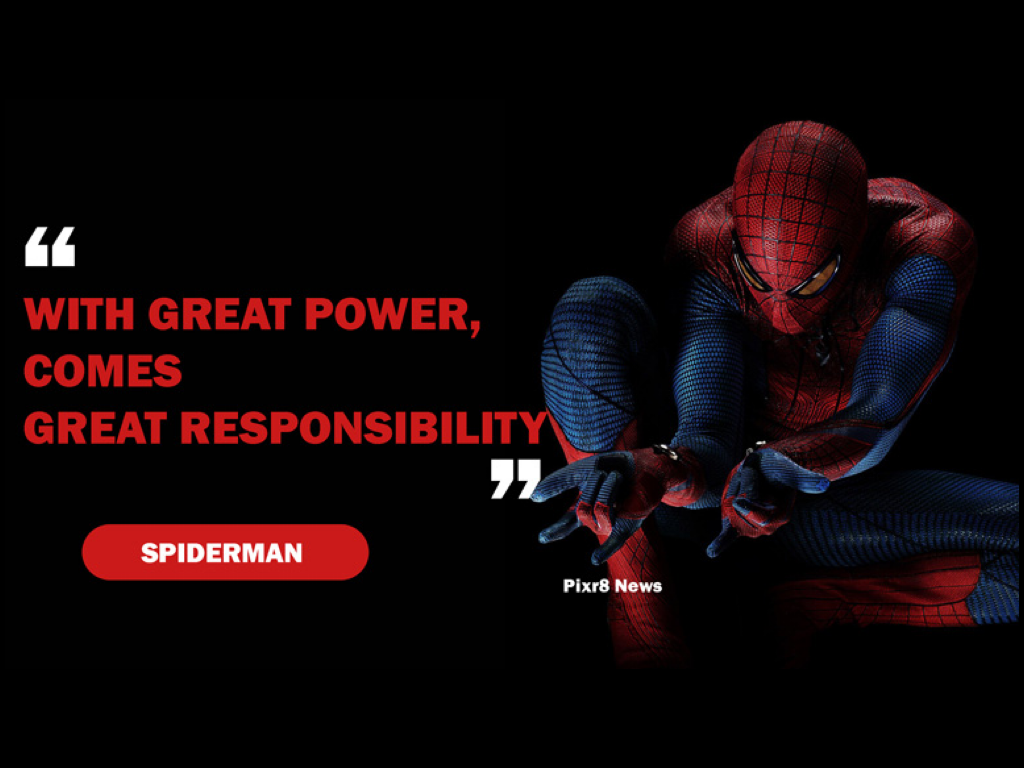 “
WITH GREAT POWER,
COMES
GREAT RESPONSIBILITY
”
SPIDERMAN
Pixr8 News